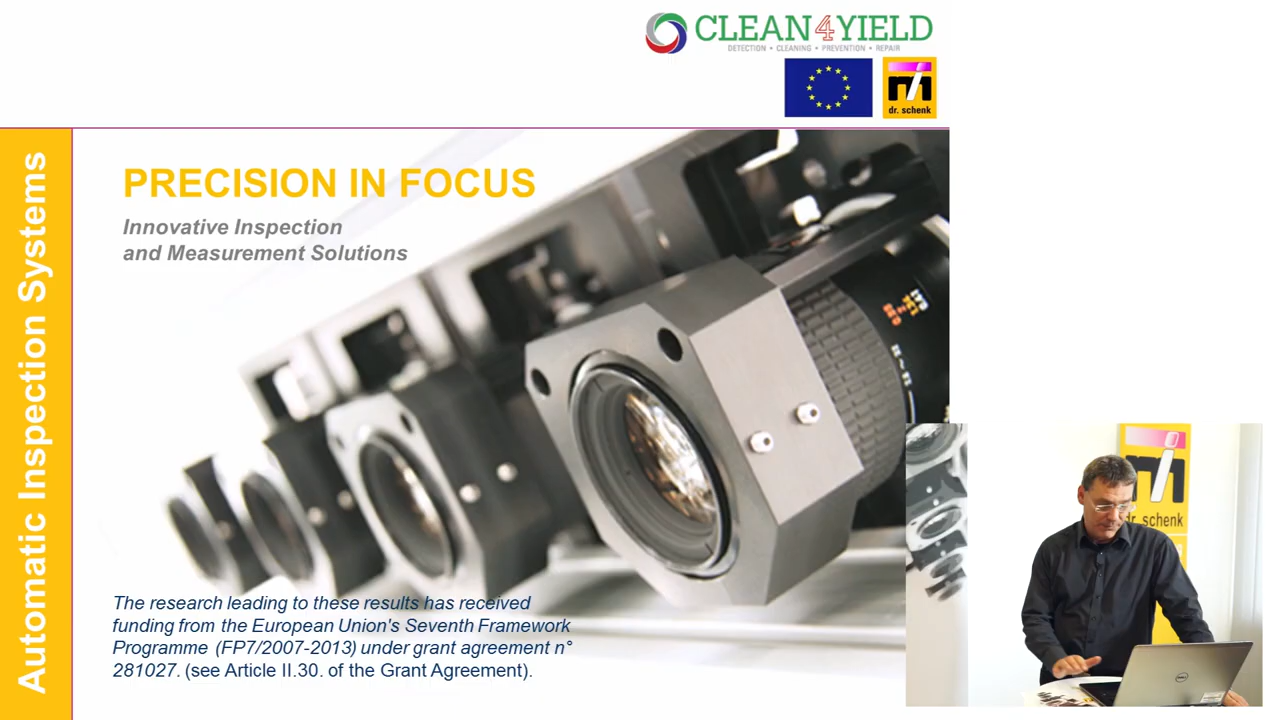 CLEAN4YIELD
DETECTION • CLEANING • PREVENTION • REPAIR
dr. schenk
Automatic Inspection Systems
PRECISION IN FOCUS
Innovative Inspection
and Measurement Solutions
The research leading to these results has received
funding from the European Union's Seventh Framework
Programme (FP7/2007-2013) under grant agreement n°
281027. (see Article II.30. of the Grant Agreement).
dr. schenk
DELL